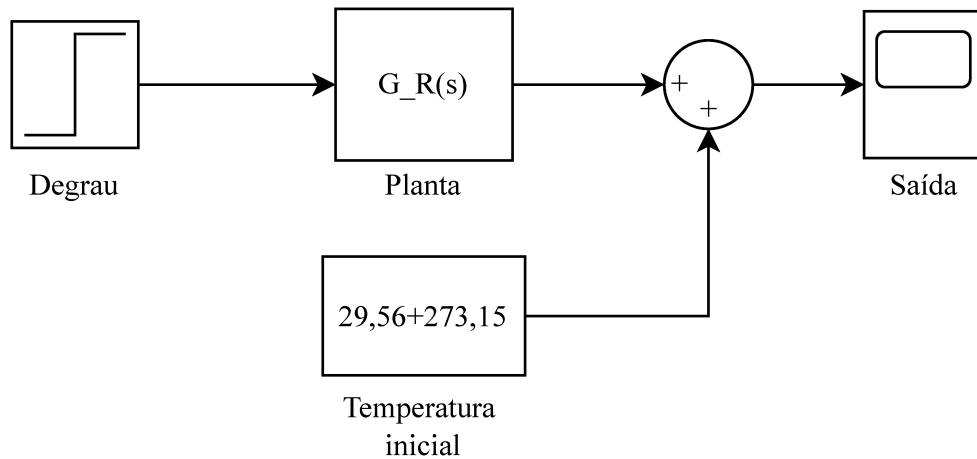 G_R(s)
+
+
Degrau
Planta
Saída
29,56+273,15
Temperatura
inicial